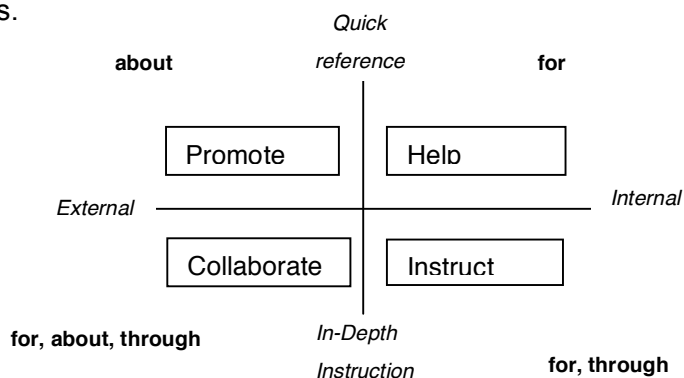 s.
Quick
about reference for
Promote Help
External Internal
Collaborate Instruct
for, about, through In-Depth
Instruction for, through